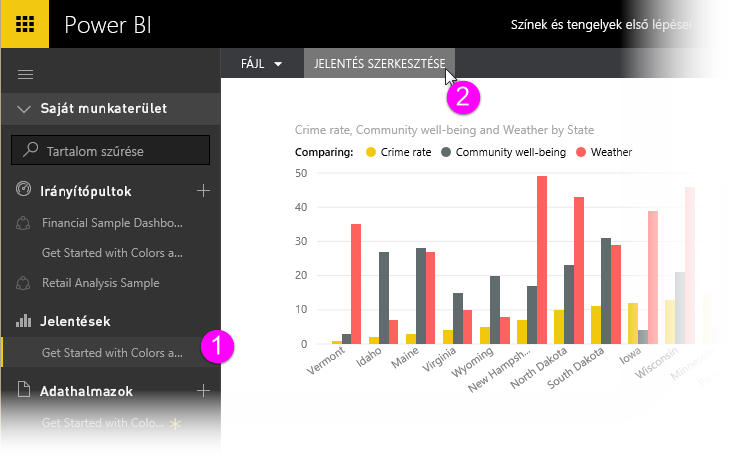 Power BI
Színek és tengelyek első lépései
FÁJL
JELENTÉS SZERKESZTÉSE
2
Saját munkaterület
Tartalom szűrése
Irányítópultok
Financial Sample Dashbo...
Get Started with Colors a...
Retail Analysis Sample
Jelentések
Get Started with Colors a...
1
Adathalmazok
Get Started with Colo...
Crime rate, Community well-being and Weather by State
Comparing: Crime rate Community well-being Weather
50
40
30
20
10
0
Vermont
Idaho
Maine
Virginia
Wyoming
New Hampsh...
North Dakota
South Dakota
Iowa
Wisconsin